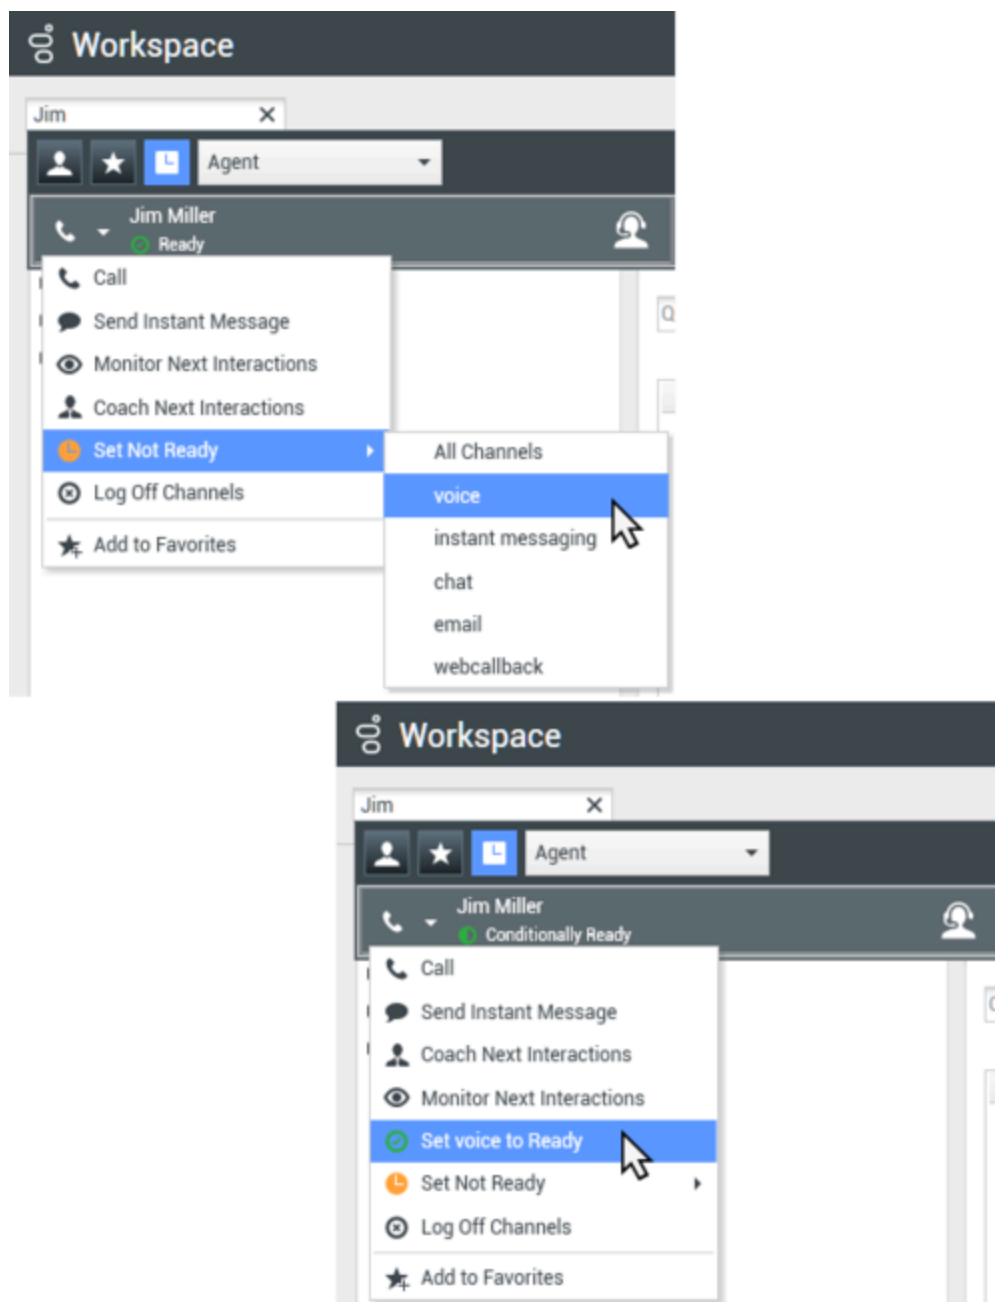 Workspace
Jim
Agent
Jim Miller
Ready
Call
Send Instant Message
Monitor Next Interactions
Coach Next Interactions
Set Not Ready
Log Off Channels
Add to Favorites
All Channels
voice
instant messaging
chat
email
webcallback
Workspace
Jim
Agent
Jim Miller
Conditionally Ready
Call
Send Instant Message
Coach Next Interactions
Monitor Next Interactions
Set voice to Ready
Set Not Ready
Log Off Channels
Add to Favorites